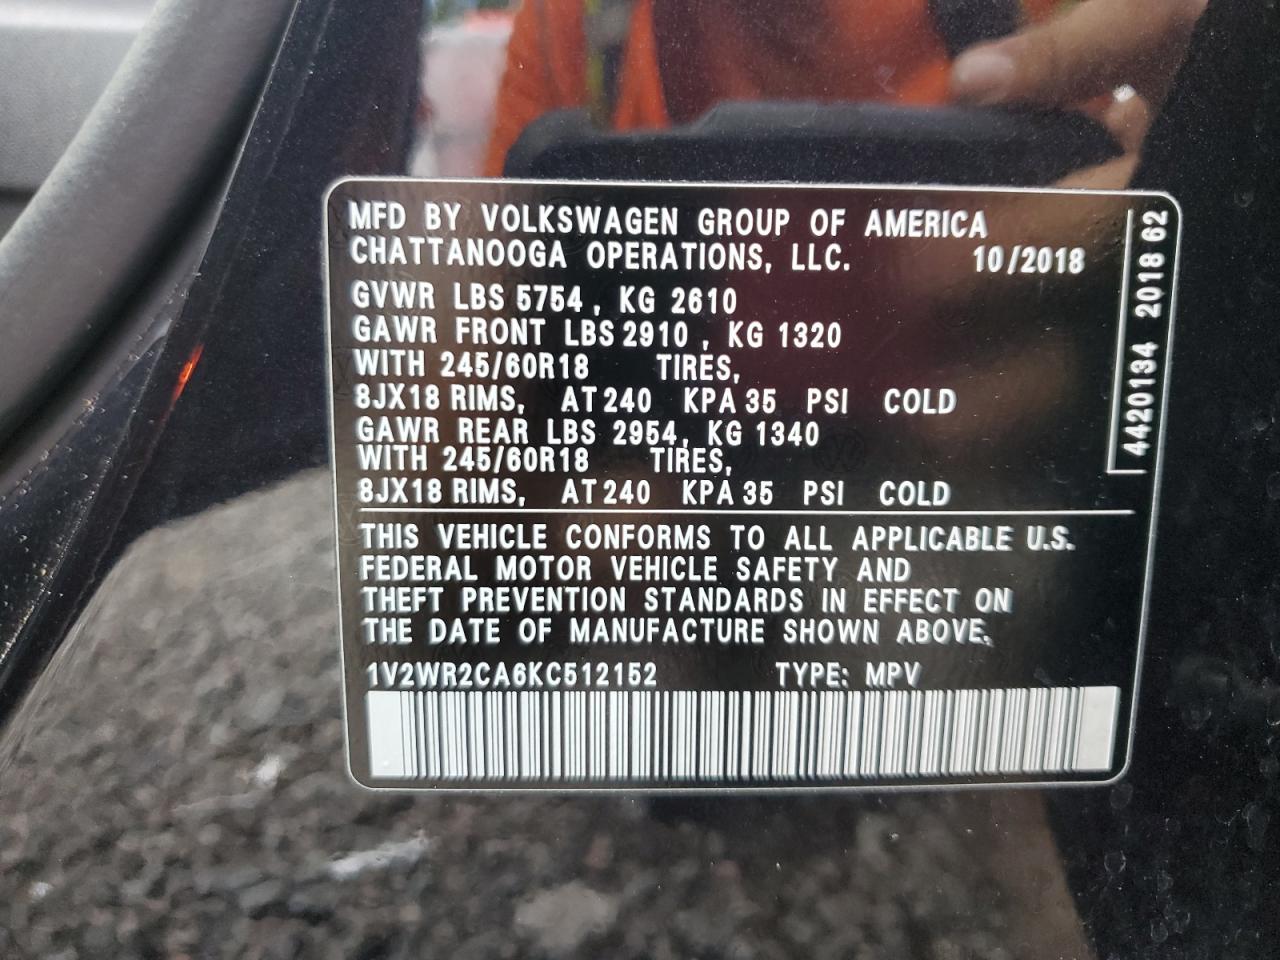 MFD BY VOLKSWAGEN GROUP OF AMERICA
CHATTANOOGA OPERATIONS, LLC. 10/2018
GVWR LBS 5754, KG 2610
GAWR FRONT LBS 2910, KG 1320
WITH 245/60R18 TIRES,
8JX18 RIMS, AT 240 KPA 35 PSI COLD
GAWR REAR LBS 2954, KG 1340
WITH 245/60R18 TIRES,
8JX18 RIMS, AT 240 KPA 35 PSI COLD
THIS VEHICLE CONFORMS TO ALL APPLICABLE U.S.
FEDERAL MOTOR VEHICLE SAFETY AND
THEFT PREVENTION STANDARDS IN EFFECT ON
THE DATE OF MANUFACTURE SHOWN ABOVE.
1V2WR2CA6KC512152 TYPE: MPV
4420134 2018 62